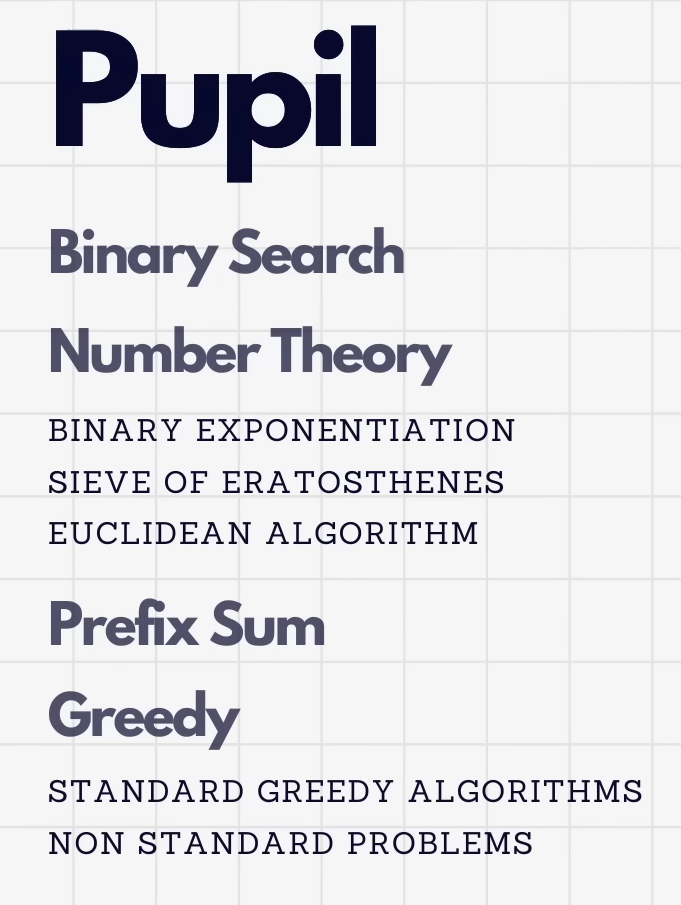 Pupil
Binary Search
Number Theory
BINARY EXPONENTIATION
SIEVE OF ERATOSTHENES
EUCLIDEAN ALGORITHM
Prefix Sum
Greedy
STANDARD GREEDY ALGORITHMS
NON STANDARD PROBLEMS